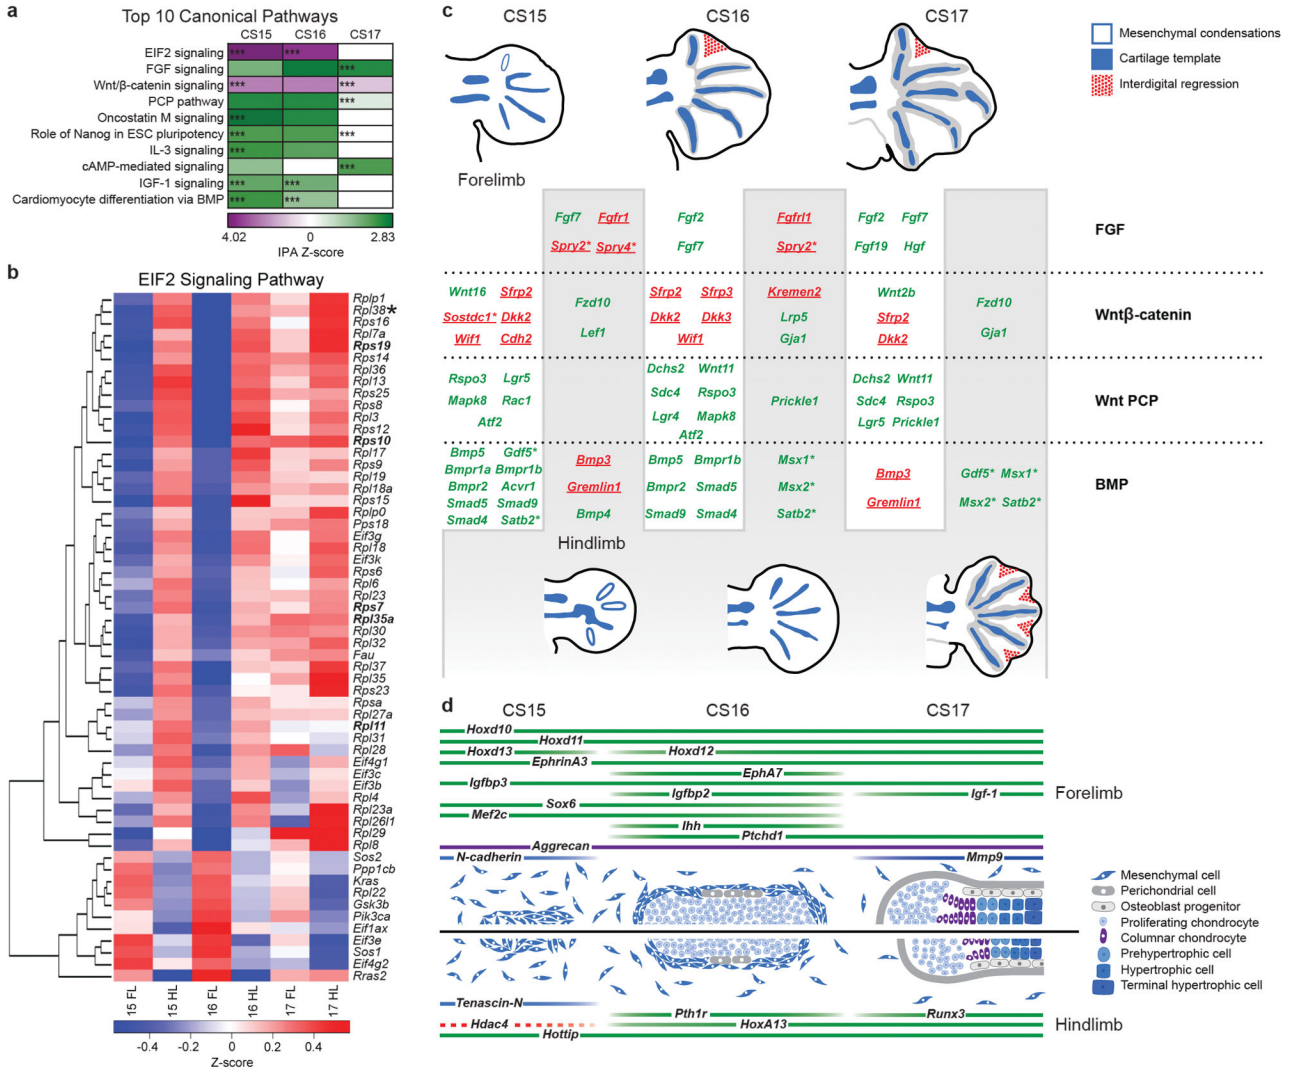 a
Top 10 Canonical Pathways
CS15 CS16 CS17
EIF2 signaling *** ***
FGF signaling ***
Wnt/β-catenin signaling *** ***
PCP pathway ***
Oncostatin M signaling ***
Role of Nanog in ESC pluripotency *** ***
IL-3 signaling ***
cAMP-mediated signaling ***
IGF-1 signaling *** ***
Cardiomyocyte differentiation via BMP *** ***
4.02 0 2.83
IPA Z-score
b
EIF2 Signaling Pathway
Rplp1
Rpl38*
Rps16
Rpl7a
Rps19
Rps14
Rpl36
Rpl13
Rps25
Rps8
Rpl3
Rps12
Rps10
Rpl17
Rps9
Rpl19
Rpl18a
Rps15
Rplp0
Pps18
Eif3g
Rpl18
Eif3k
Rps6
Rpl6
Rpl23
Rps7
Rpl35a
Rpl30
Rpl32
Fau
Rpl37
Rpl35
Rps23
Rpsa
Rpl27a
Rpl11
Rpl31
Rpl28
Eif4g1
Eif3c
Eif3b
Rpl4
Rpl23a
Rpl26l1
Rpl29
Rpl8
Sos2
Ppp1cb
Kras
Rpl22
Gsk3b
Pik3ca
Eif1ax
Eif3e
Sos1
Eif4g2
Rras2
15 FL 15 HL 16 FL 16 HL 17 FL 17 HL
-0.4 -0.2 0 0.2 0.4
Z-score
c
CS15 CS16 CS17
Mesenchymal condensations
Cartilage template
Interdigital regression
Forelimb
Fgf7 Fgfr1 Fgf2 Fgfrl1 Fgf2 Fgf7
FGF
Spry2* Spry4* Fgf7 Spry2* Fgf19 Hgf
Wnt16 Sfrp2 Fzd10 Sfrp2 Sfrp3 Kremen2 Wnt2b Fzd10
Sostdc1* Dkk2 Dkk2 Dkk3 Lrp5 Sfrp2
Wntβ-catenin
Wif1 Cdh2 Lef1 Wif1 Gja1 Dkk2 Gja1
Dchs2 Wnt11
Rspo3 Lgr5 Dchs2 Wnt11
Sdc4 Rspo3
Mapk8 Rac1 Prickle1 Sdc4 Rspo3
Wnt PCP
Lgr4 Mapk8
Atf2 Lgr5 Prickle1
Atf2
Bmp5 Gdf5* Bmp3 Bmp5 Bmpr1b Msx1*
Bmpr1a Bmpr1b Bmp3 Gdf5* Msx1*
Bmpr2 Acvr1 Gremlin1 Bmpr2 Smad5 Msx2*
BMP
Smad5 Smad9 Gremlin1 Msx2* Satb2*
Smad4 Satb2* Bmp4 Smad9 Smad4 Satb2*
Hindlimb
d
CS15 CS16 CS17
Hoxd10
Hoxd11
Hoxd13 Hoxd12
EphrinA3
EphA7
Igfbp3
Igfbp2 Igf-1
Forelimb
Sox6
Mef2c
Ihh
Ptchd1
Aggrecan
N-cadherin Mmp9
Mesenchymal cell
Perichondrial cell
Osteoblast progenitor
Proliferating chondrocyte
Columnar chondrocyte
Prehypertrophic cell
Hypertrophic cell
Terminal hypertrophic cell
Tenascin-N
Pth1r Runx3
Hdac4 HoxA13
Hindlimb
Hottip